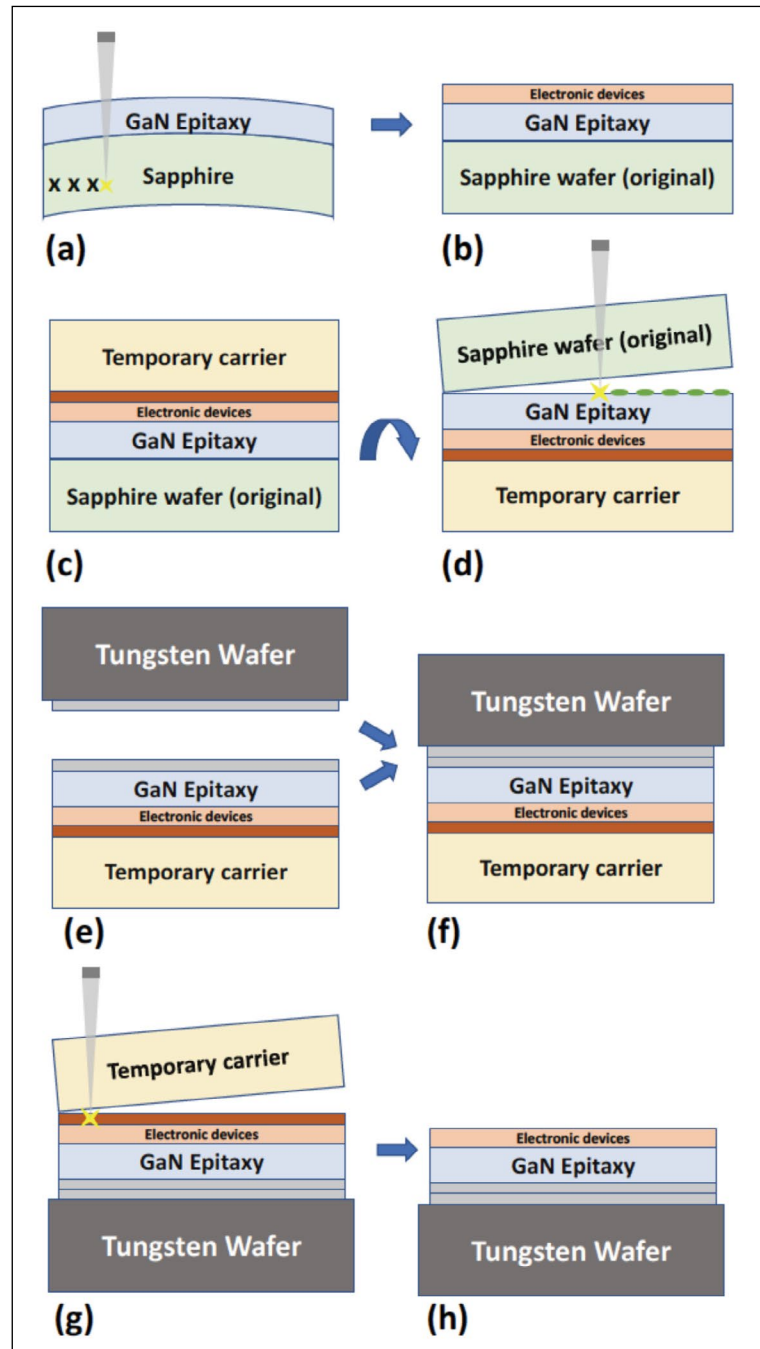 GaN Epitaxy
Sapphire
x x x
(a)
Electronic devices
GaN Epitaxy
Sapphire wafer (original)
(b)
Temporary carrier
Electronic devices
GaN Epitaxy
Sapphire wafer (original)
(c)
Sapphire wafer (original)
GaN Epitaxy
Electronic devices
Temporary carrier
(d)
Tungsten Wafer
GaN Epitaxy
Electronic devices
Temporary carrier
(e)
Tungsten Wafer
GaN Epitaxy
Electronic devices
Temporary carrier
(f)
Temporary carrier
Electronic devices
GaN Epitaxy
Tungsten Wafer
(g)
Electronic devices
GaN Epitaxy
Tungsten Wafer
(h)